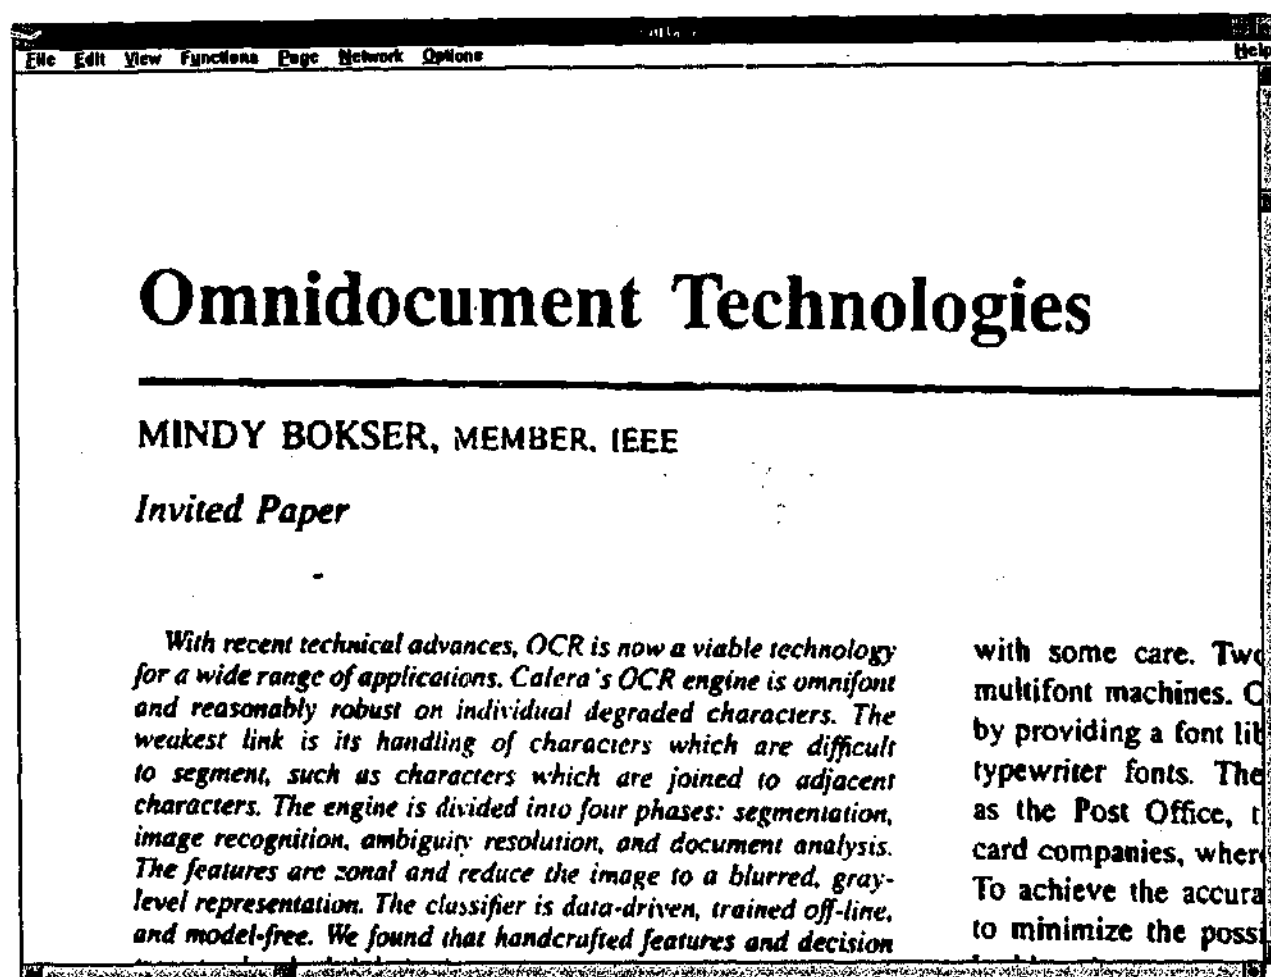 File Edit View Functions Page Network Options Help
Omnidocument Technologies
MINDY BOKSER, MEMBER, IEEE
Invited Paper
With recent technical advances, OCR is now a viable technology
for a wide range of applications. Calera's OCR engine is omnifont
and reasonably robust on individual degraded characters. The
weakest link is its handling of characters which are difficult
to segment, such as characters which are joined to adjacent
characters. The engine is divided into four phases: segmentation,
image recognition, ambiguity resolution, and document analysis.
The features are zonal and reduce the image to a blurred, gray-
level representation. The classifier is data-driven, trained off-line,
and model-free. We found that handcrafted features and decision
with some care. Two
multifont machines. C
by providing a font lib
typewriter fonts. The
as the Post Office, t
card companies, where
To achieve the accura
to minimize the possi